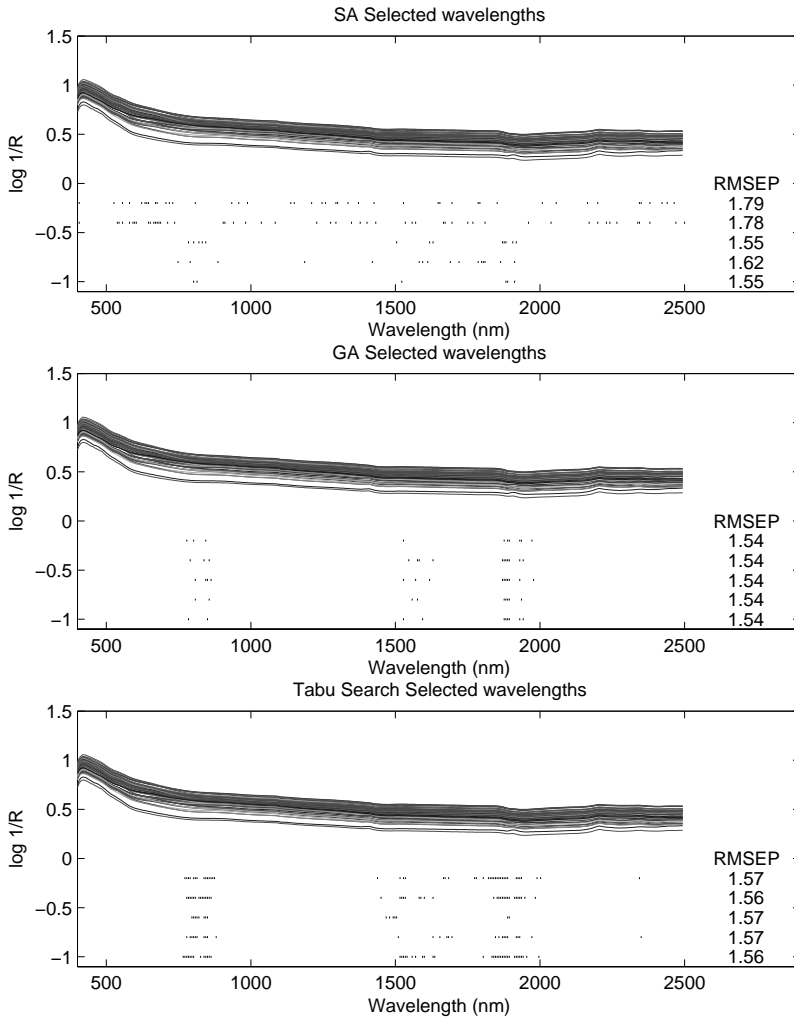 SA Selected wavelengths
1.5
1
0.5
0
−0.5
−1
log 1/R
RMSEP
1.79
1.78
1.55
1.62
1.55
500 1000 1500 2000 2500
Wavelength (nm)
GA Selected wavelengths
1.5
1
0.5
0
−0.5
−1
log 1/R
RMSEP
1.54
1.54
1.54
1.54
1.54
500 1000 1500 2000 2500
Wavelength (nm)
Tabu Search Selected wavelengths
1.5
1
0.5
0
−0.5
−1
log 1/R
RMSEP
1.57
1.56
1.57
1.57
1.56
500 1000 1500 2000 2500
Wavelength (nm)